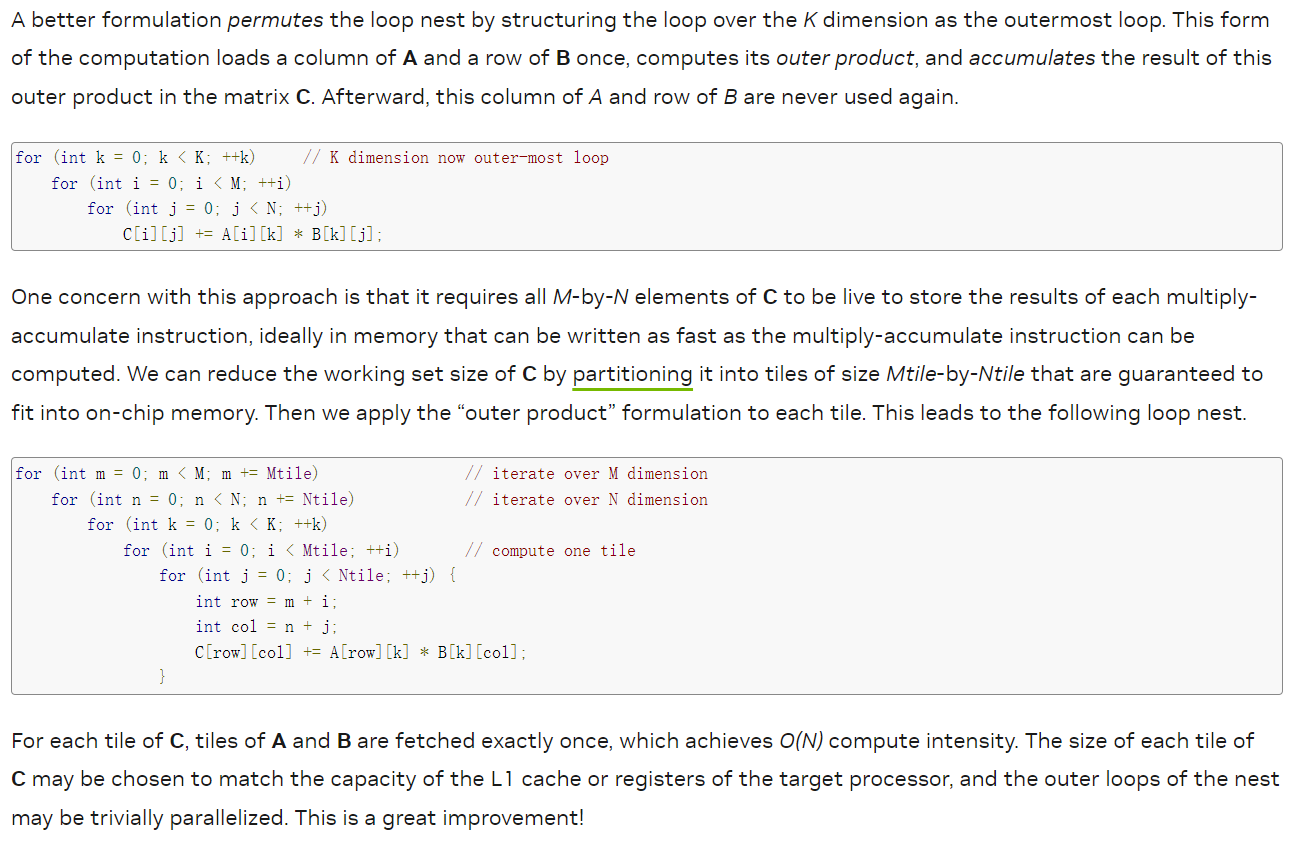 A better formulation permutes the loop nest by structuring the loop over the K dimension as the outermost loop. This form
of the computation loads a column of A and a row of B once, computes its outer product, and accumulates the result of this
outer product in the matrix C. Afterward, this column of A and row of B are never used again.
for (int k = 0; k < K; ++k)     // K dimension now outer-most loop
    for (int i = 0; i < M; ++i)
        for (int j = 0; j < N; ++j)
            C[i][j] += A[i][k] * B[k][j];
One concern with this approach is that it requires all M-by-N elements of C to be live to store the results of each multiply-
accumulate instruction, ideally in memory that can be written as fast as the multiply-accumulate instruction can be
computed. We can reduce the working set size of C by partitioning it into tiles of size Mtile-by-Ntile that are guaranteed to
fit into on-chip memory. Then we apply the “outer product” formulation to each tile. This leads to the following loop nest.
for (int m = 0; m < M; m += Mtile)                // iterate over M dimension
    for (int n = 0; n < N; n += Ntile)            // iterate over N dimension
        for (int k = 0; k < K; ++k)
            for (int i = 0; i < Mtile; ++i)       // compute one tile
                for (int j = 0; j < Ntile; ++j) {
                    int row = m + i;
                    int col = n + j;
                    C[row][col] += A[row][k] * B[k][col];
                }
For each tile of C, tiles of A and B are fetched exactly once, which achieves O(N) compute intensity. The size of each tile of
C may be chosen to match the capacity of the L1 cache or registers of the target processor, and the outer loops of the nest
may be trivially parallelized. This is a great improvement!